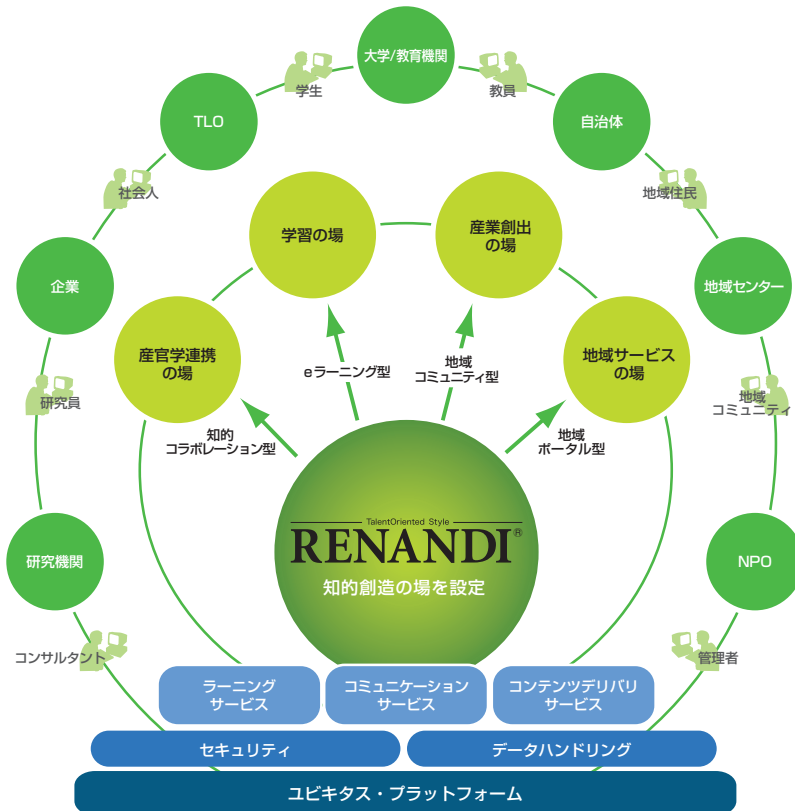 大学/教育機関
学生
教員
TLO
自治体
社会人
地域住民
学習の場
産業創出
の場
企業
地域センター
産官学連携
の場
地域サービス
の場
eラーニング型
地域
コミュニティ型
研究員
地域
コミュニティ
知的
コラボレーション型
地域
ポータル型
TalentOriented Style
RENANDI®
知的創造の場を設定
研究機関
NPO
コンサルタント
管理者
ラーニング
サービス
コミュニケーション
サービス
コンテンツデリバリ
サービス
セキュリティ
データハンドリング
ユビキタス・プラットフォーム